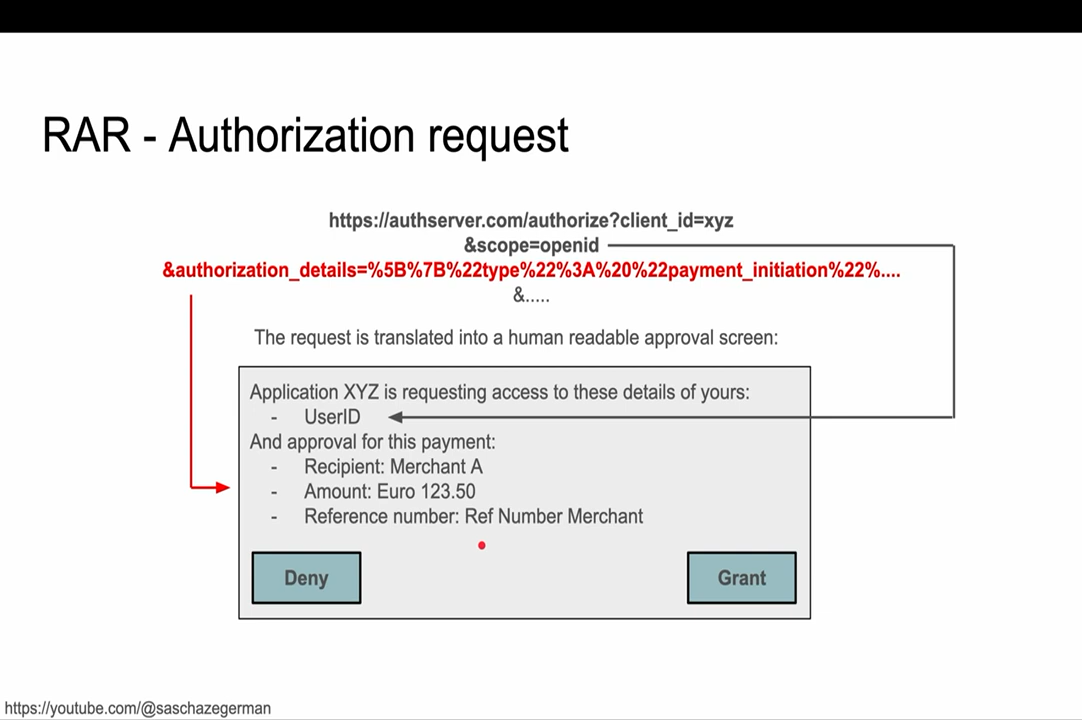 RAR - Authorization request
https://authserver.com/authorize?client_id=xyz
&scope=openid
&authorization_details=%5B%7B%22type%22%3A%20%22payment_initiation%22%....
&.....
The request is translated into a human readable approval screen:
Application XYZ is requesting access to these details of yours:
- UserID
And approval for this payment:
- Recipient: Merchant A
- Amount: Euro 123.50
- Reference number: Ref Number Merchant
Deny
Grant
https://youtube.com/@saschazegerman